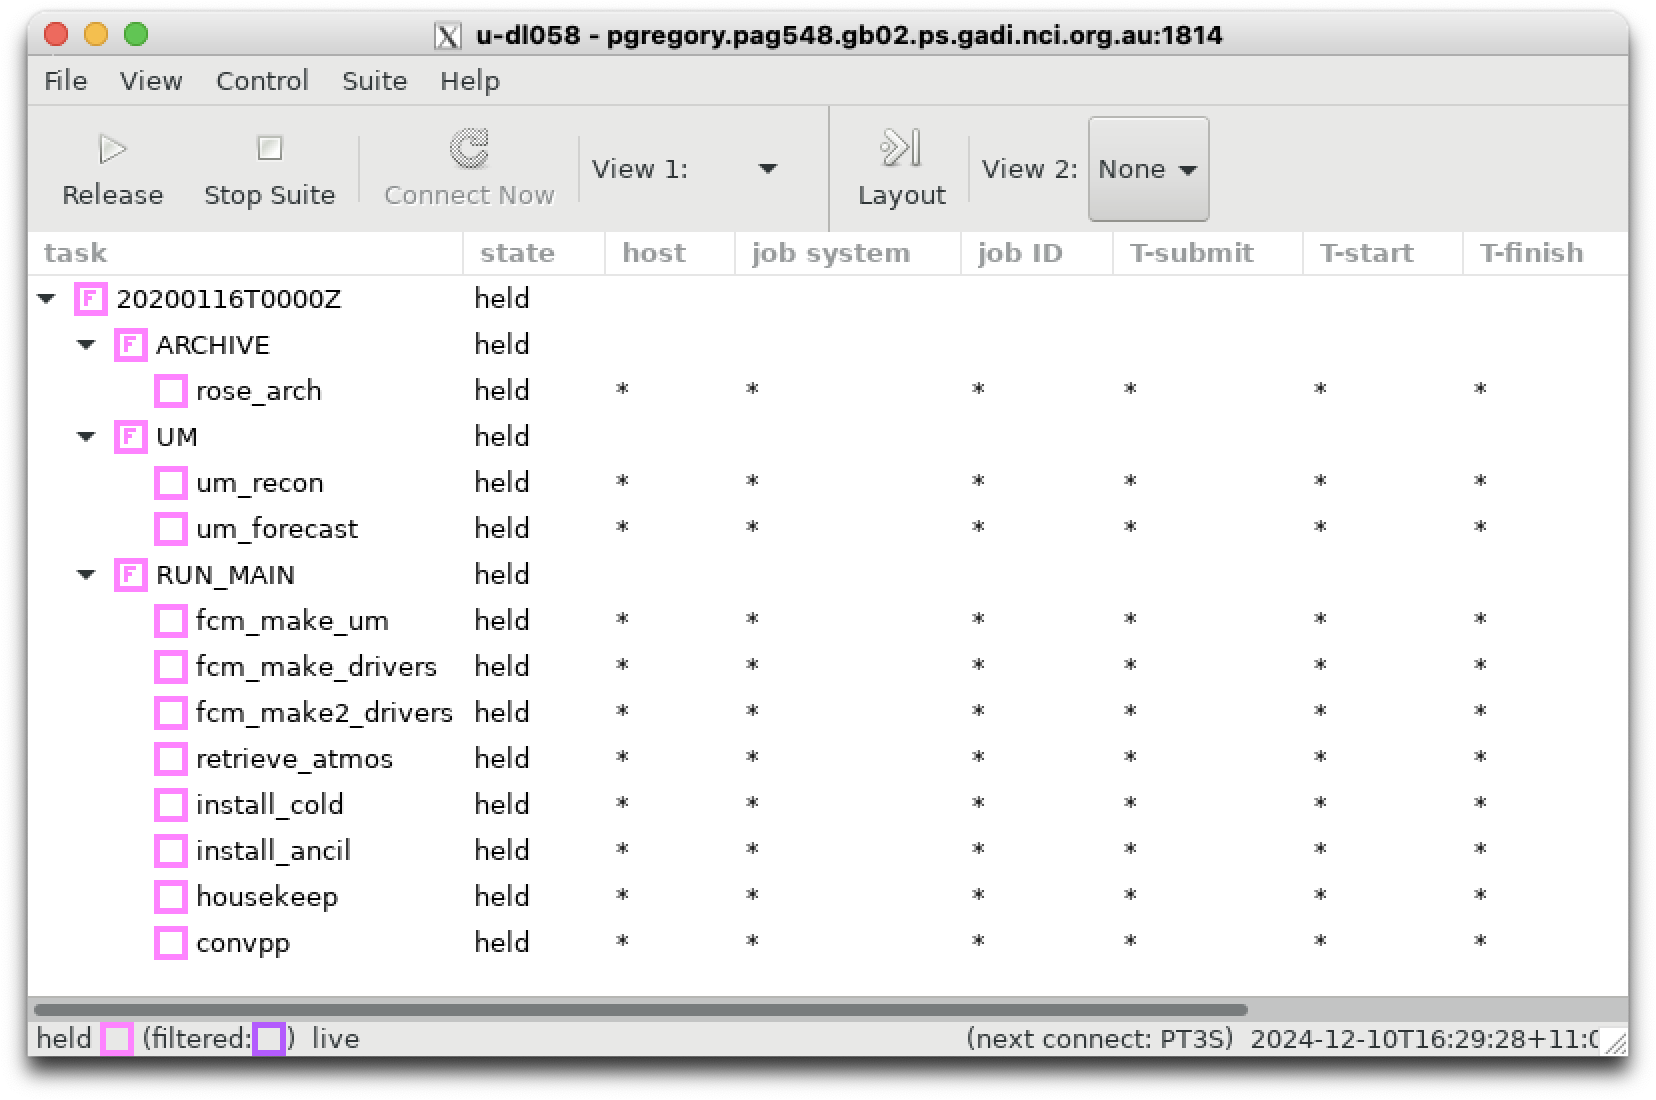 u-dl058 - pgregory.pag548.gb02.ps.gadi.nci.org.au:1814
File View Control Suite Help
Release Stop Suite Connect Now View 1: Layout View 2: None
task state host job system job ID T-submit T-start T-finish
F 20200116T0000Z held
F ARCHIVE held
rose_arch held * * * * * *
F UM held
um_recon held * * * * * *
um_forecast held * * * * * *
F RUN_MAIN held
fcm_make_um held * * * * * *
fcm_make_drivers held * * * * * *
fcm_make2_drivers held * * * * * *
retrieve_atmos held * * * * * *
install_cold held * * * * * *
install_ancil held * * * * * *
housekeep held * * * * * *
convpp held * * * * * *
held (filtered: ) live (next connect: PT3S) 2024-12-10T16:29:28+11:0